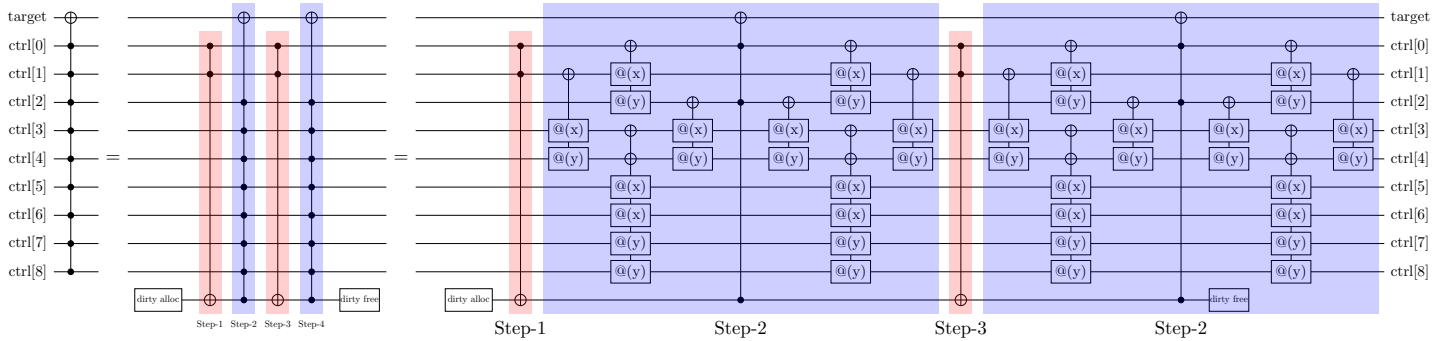 target target
ctrl[0] ctrl[0]
ctrl[1] @(x) @(x) @(x) @(x) ctrl[1]
ctrl[2] @(y) @(y) @(y) @(y) ctrl[2]
ctrl[3] @(x) @(x) @(x) @(x) @(x) @(x) @(x) @(x) ctrl[3]
ctrl[4] = = @(y) @(y) @(y) @(y) @(y) @(y) @(y) @(y) ctrl[4]
ctrl[5] @(x) @(x) @(x) @(x) ctrl[5]
ctrl[6] @(x) @(x) @(x) @(x) ctrl[6]
ctrl[7] @(y) @(y) @(y) @(y) ctrl[7]
ctrl[8] @(y) @(y) @(y) @(y) ctrl[8]
dirty alloc dirty free dirty alloc dirty free
Step-1 Step-2 Step-3 Step-4 Step-1 Step-2 Step-3 Step-2